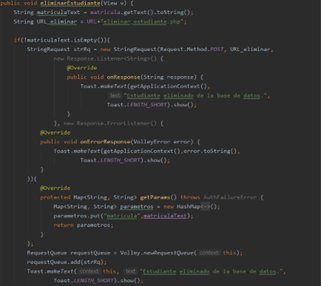 public void eliminarEstudiante(View v) {
String matriculaText = matricula.getText().toString();
String URL_eliminar = URL+"eliminar_estudiante.php";
if(!matriculaText.isEmpty()){
StringRequest strRq = new StringRequest(Request.Method.POST, URL_eliminar,
new Response.Listener<String>() {
@Override
public void onResponse(String response) {
Toast.makeText(getApplicationContext(),
text: "Estudiante eliminado de la base de datos.",
Toast.LENGTH_SHORT).show();
}
}, new Response.ErrorListener() {
@Override
public void onErrorResponse(VolleyError error) {
Toast.makeText(getApplicationContext(),error.toString(),
Toast.LENGTH_SHORT).show();
}
}){
@Override
protected Map<String, String> getParams() throws AuthFailureError {
Map<String, String> parametros = new HashMap<~>();
parametros.put("matricula",matriculaText);
return parametros;
}
};
RequestQueue requestQueue = Volley.newRequestQueue( context: this);
requestQueue.add(strRq);
Toast.makeText( context: this, text: "Estudiante eliminado de la base de datos.",
Toast.LENGTH_SHORT).show();